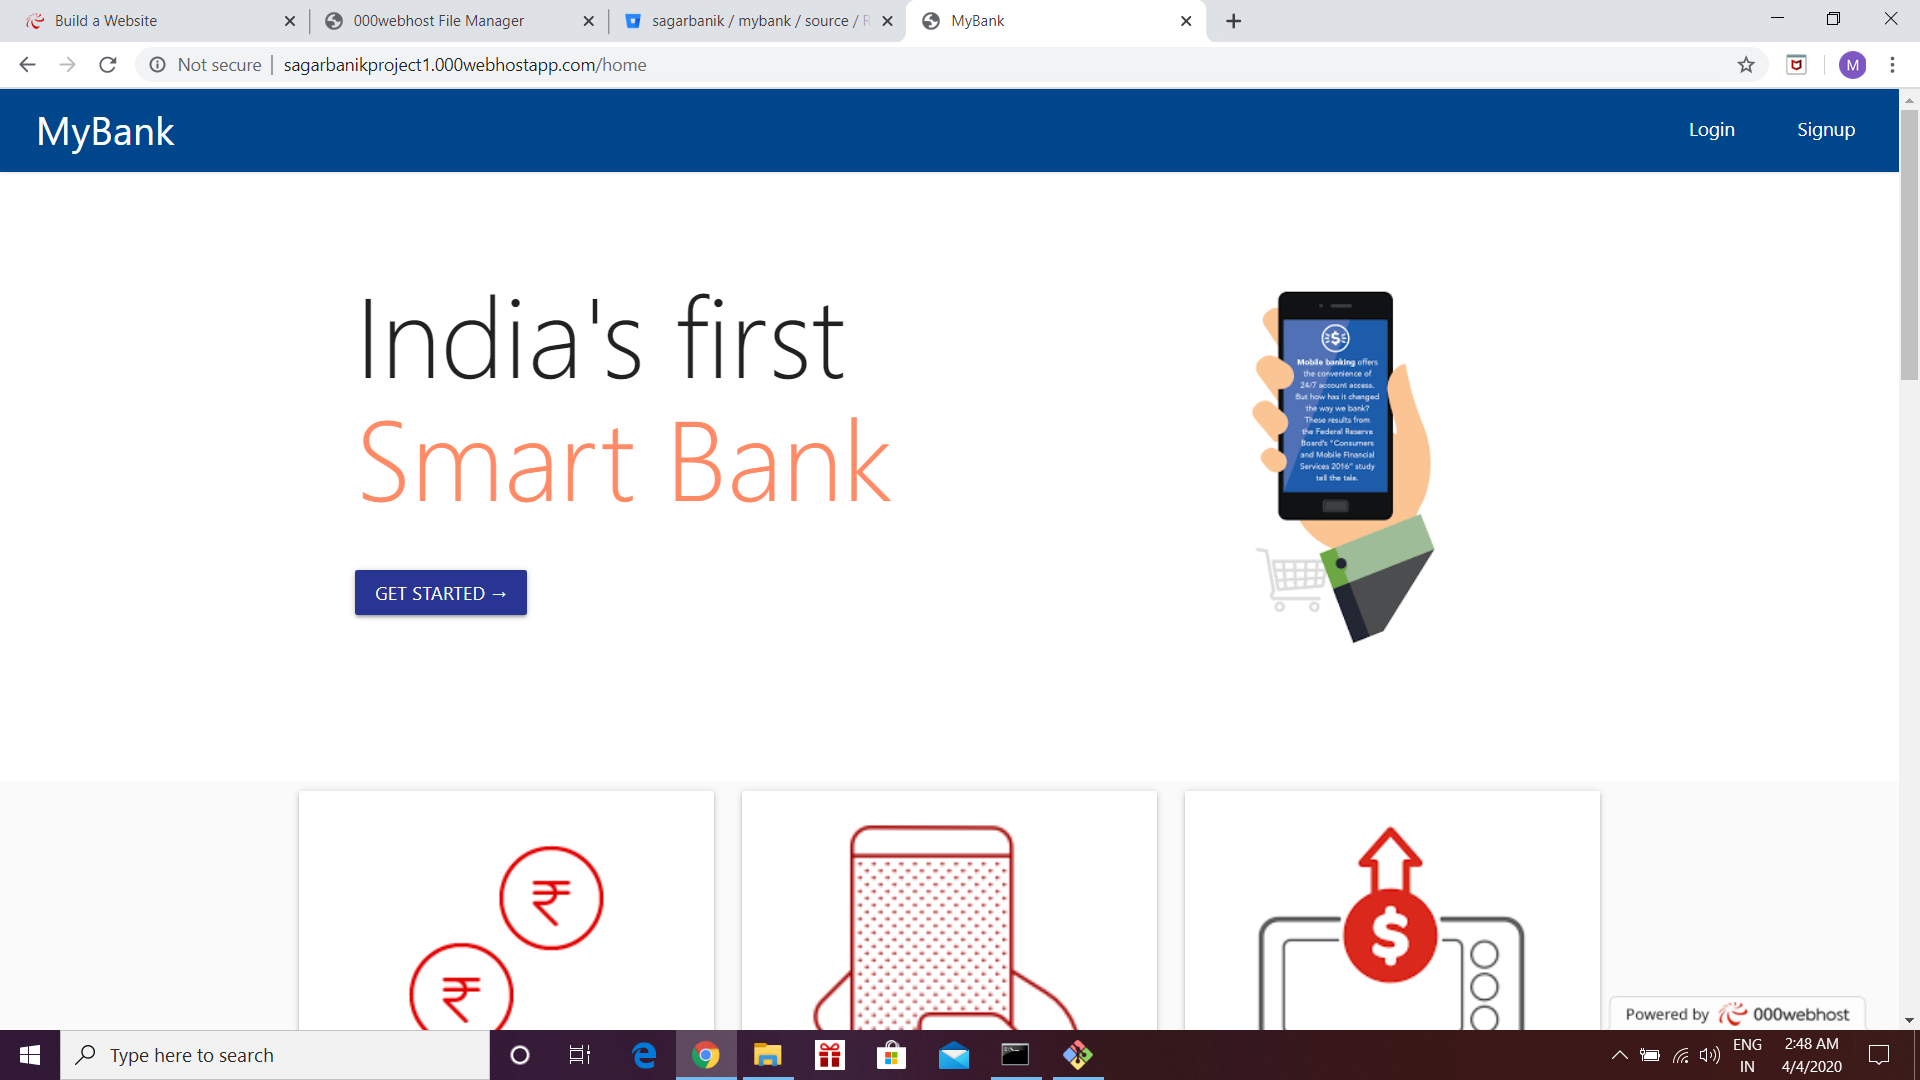 Build a Website
000webhost File Manager
sagarbanik / mybank / source / R
MyBank
Not secure
sagarbanikproject1.000webhostapp.com/home
M
MyBank
Login
Signup
India's first
Smart Bank
GET STARTED →
Mobile banking offers
the convenience of
24/7 account access.
But how has it changed
the way we bank?
These results from
the Federal Reserve
Board's "Consumers
and Mobile Financial
Services 2016" study
tell the tale.
₹
₹
$
Powered by 000webhost
Type here to search
ENG
IN
2:48 AM
4/4/2020